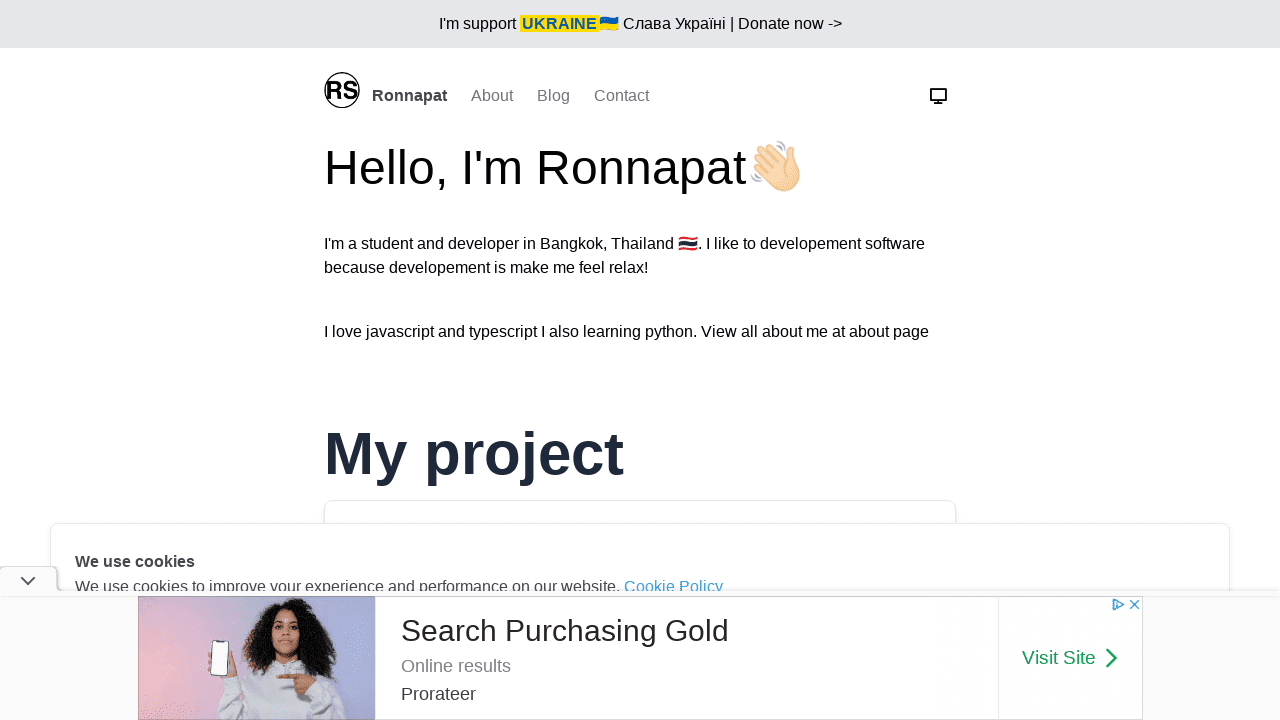 I'm support UKRAINE🇺🇦 Слава Україні | Donate now ->
RS Ronnapat About Blog Contact
Hello, I'm Ronnapat👋🏻
I'm a student and developer in Bangkok, Thailand 🇹🇭. I like to developement software
because developement is make me feel relax!
I love javascript and typescript I also learning python. View all about me at about page
My project
We use cookies
We use cookies to improve your experience and performance on our website. Cookie Policy
Search Purchasing Gold
Online results
Prorateer
Visit Site